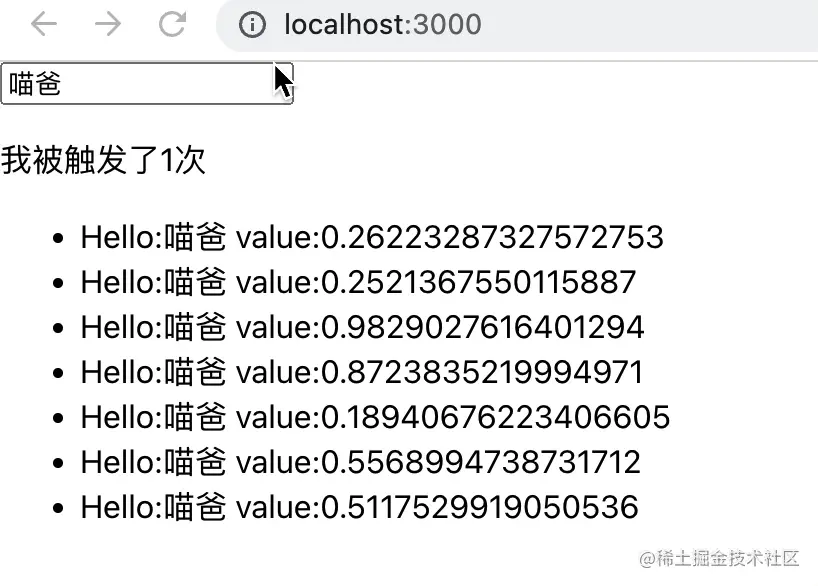 localhost:3000
喵爸
我被触发了1次
Hello:喵爸 value:0.26223287327572753
Hello:喵爸 value:0.2521367550115887
Hello:喵爸 value:0.9829027616401294
Hello:喵爸 value:0.8723835219994971
Hello:喵爸 value:0.18940676223406605
Hello:喵爸 value:0.5568994738731712
Hello:喵爸 value:0.5117529919050536
@稀土掘金技术社区